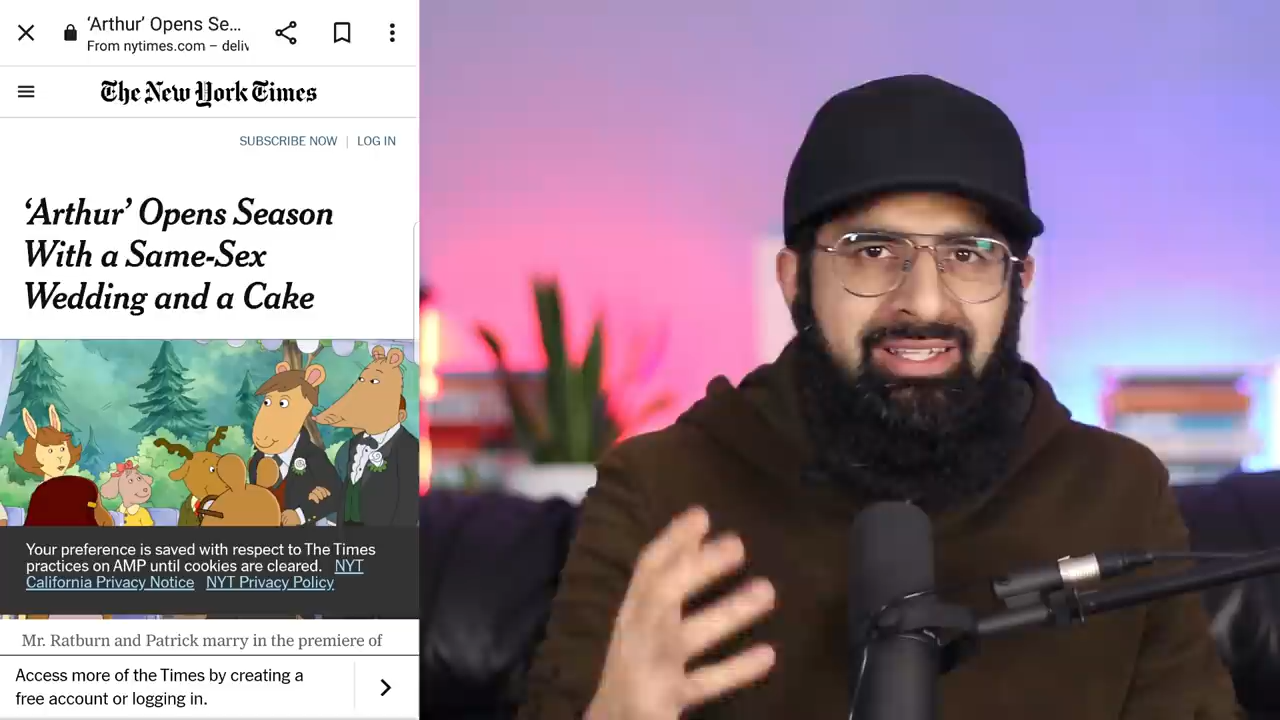 ‘Arthur’ Opens Se...
From nytimes.com – deliv
The New York Times
SUBSCRIBE NOW | LOG IN
‘Arthur’ Opens Season
With a Same-Sex
Wedding and a Cake
Your preference is saved with respect to The Times
practices on AMP until cookies are cleared. NYT
California Privacy Notice NYT Privacy Policy
Mr. Ratburn and Patrick marry in the premiere of
Access more of the Times by creating a
free account or logging in.